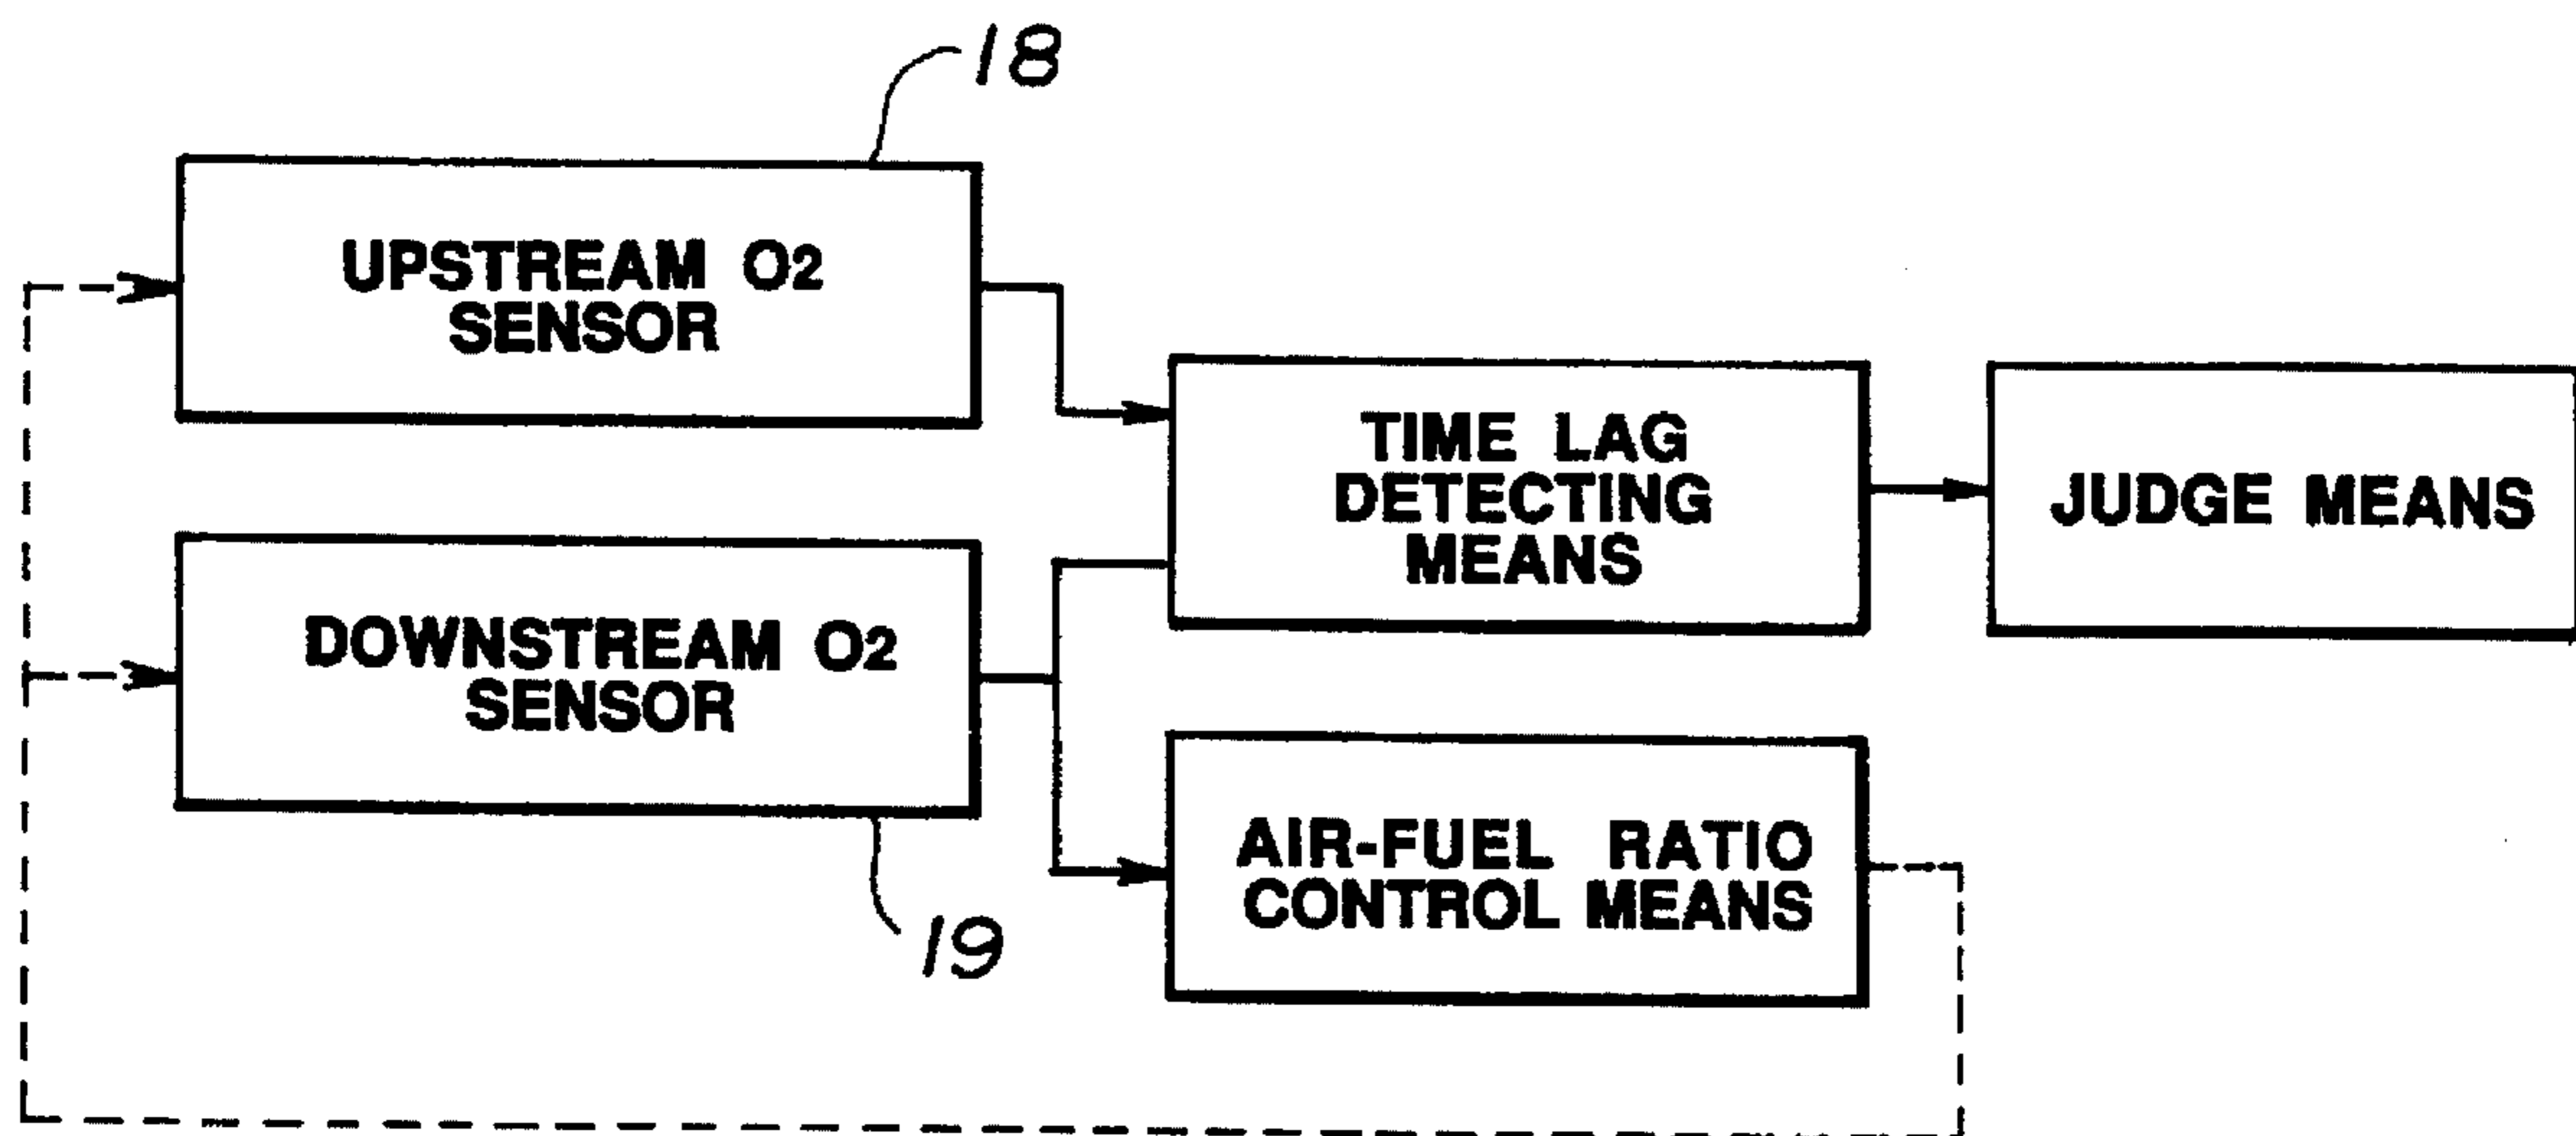 18
UPSTREAM O2
SENSOR
TIME LAG
DETECTING
MEANS
JUDGE MEANS
DOWNSTREAM O2
SENSOR
19
AIR-FUEL RATIO
CONTROL MEANS